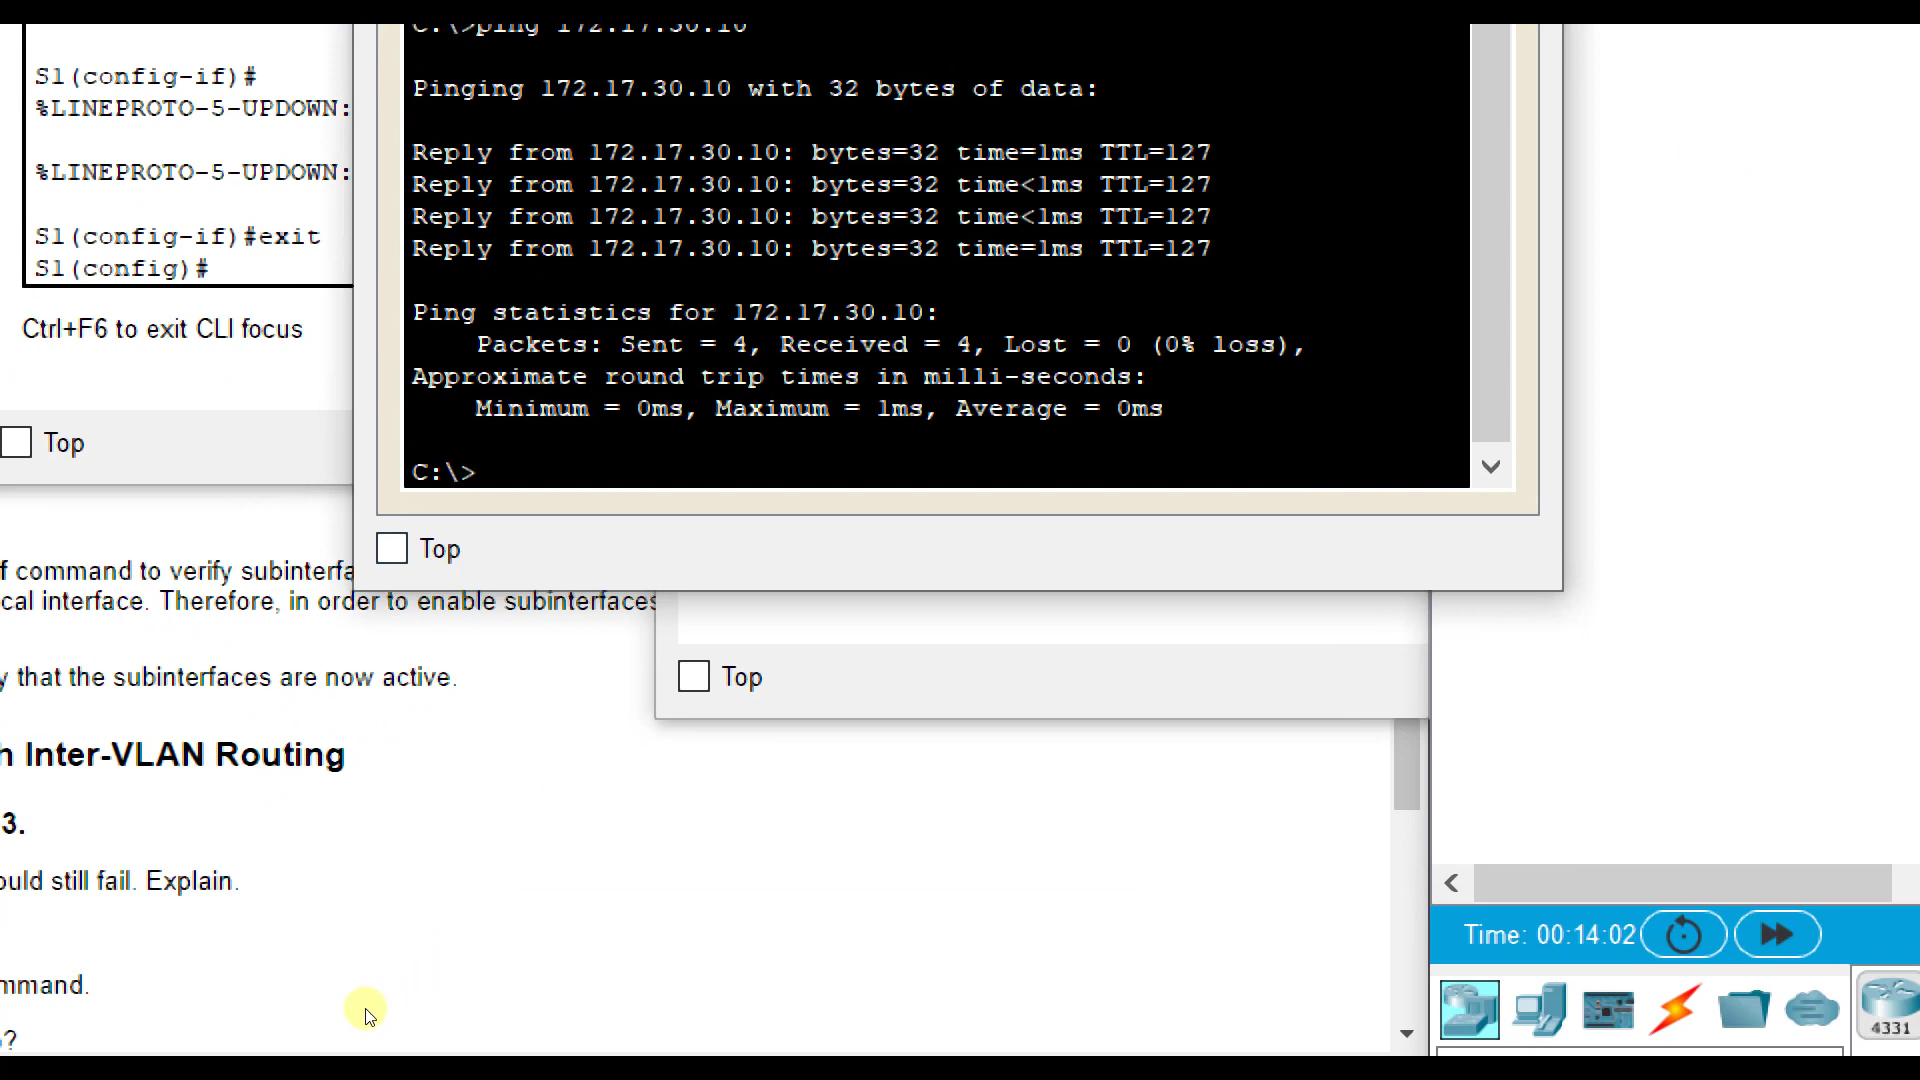 C:\>ping 172.17.30.10
S1(config-if)#
%LINEPROTO-5-UPDOWN:
%LINEPROTO-5-UPDOWN:
S1(config-if)#exit
S1(config)#
Ctrl+F6 to exit CLI focus
Top
Pinging 172.17.30.10 with 32 bytes of data:
Reply from 172.17.30.10: bytes=32 time=1ms TTL=127
Reply from 172.17.30.10: bytes=32 time<1ms TTL=127
Reply from 172.17.30.10: bytes=32 time<1ms TTL=127
Reply from 172.17.30.10: bytes=32 time=1ms TTL=127
Ping statistics for 172.17.30.10:
Packets: Sent = 4, Received = 4, Lost = 0 (0% loss),
Approximate round trip times in milli-seconds:
Minimum = 0ms, Maximum = 1ms, Average = 0ms
C:\>
Top
f command to verify subinterfa
cal interface. Therefore, in order to enable subinterfaces
y that the subinterfaces are now active.
Top
h Inter-VLAN Routing
3.
ould still fail. Explain.
mmand.
?
Time: 00:14:02
4331